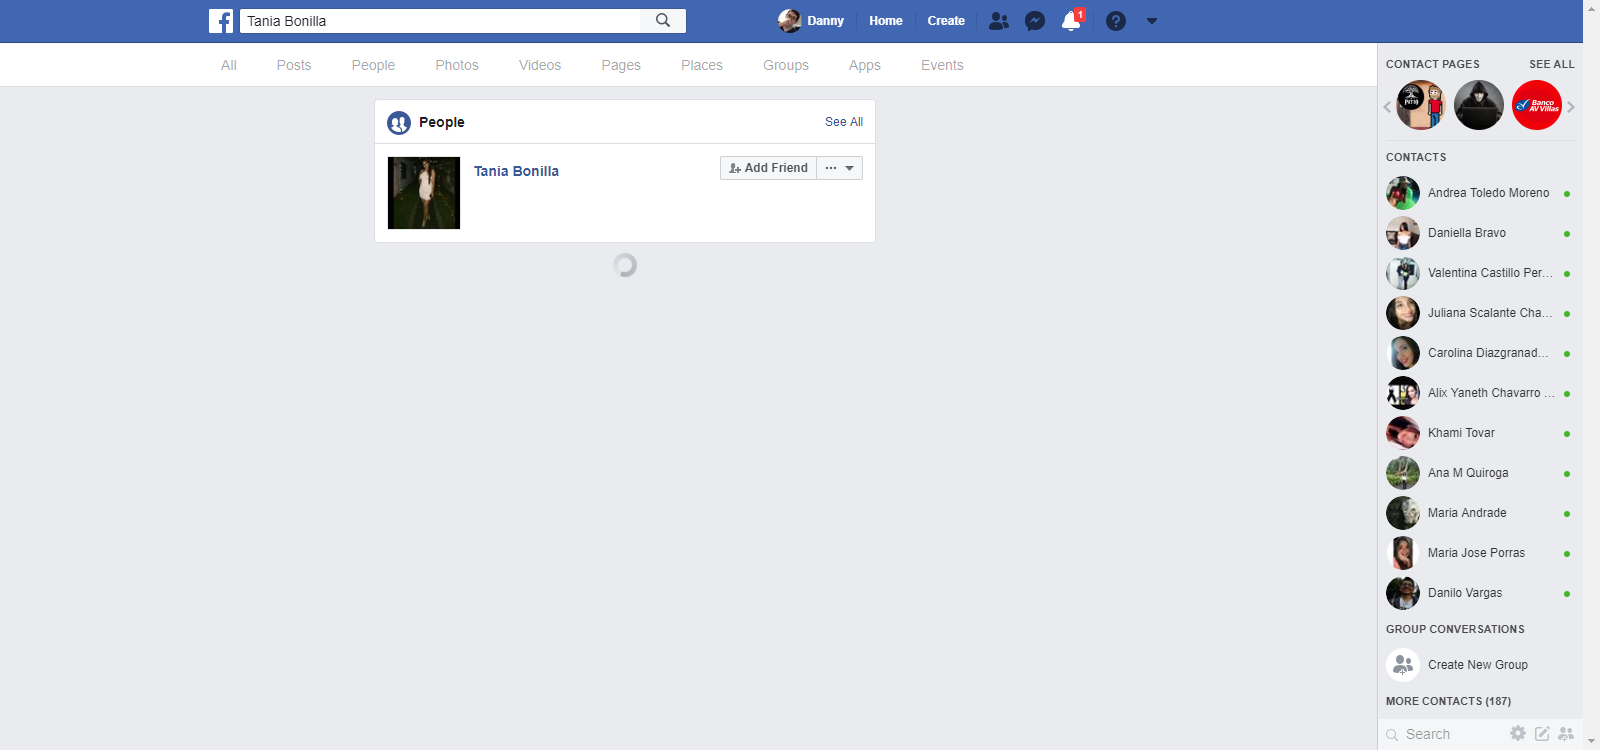 Tania Bonilla
Danny
Home
Create
1
All
Posts
People
Photos
Videos
Pages
Places
Groups
Apps
Events
People
See All
Tania Bonilla
Add Friend
CONTACT PAGES
SEE ALL
Banco
AV Villas
CONTACTS
Andrea Toledo Moreno
Daniella Bravo
Valentina Castillo Per...
Juliana Scalante Cha...
Carolina Diazgranad...
Alix Yaneth Chavarro ...
Khami Tovar
Ana M Quiroga
Maria Andrade
Maria Jose Porras
Danilo Vargas
GROUP CONVERSATIONS
Create New Group
MORE CONTACTS (187)
Search